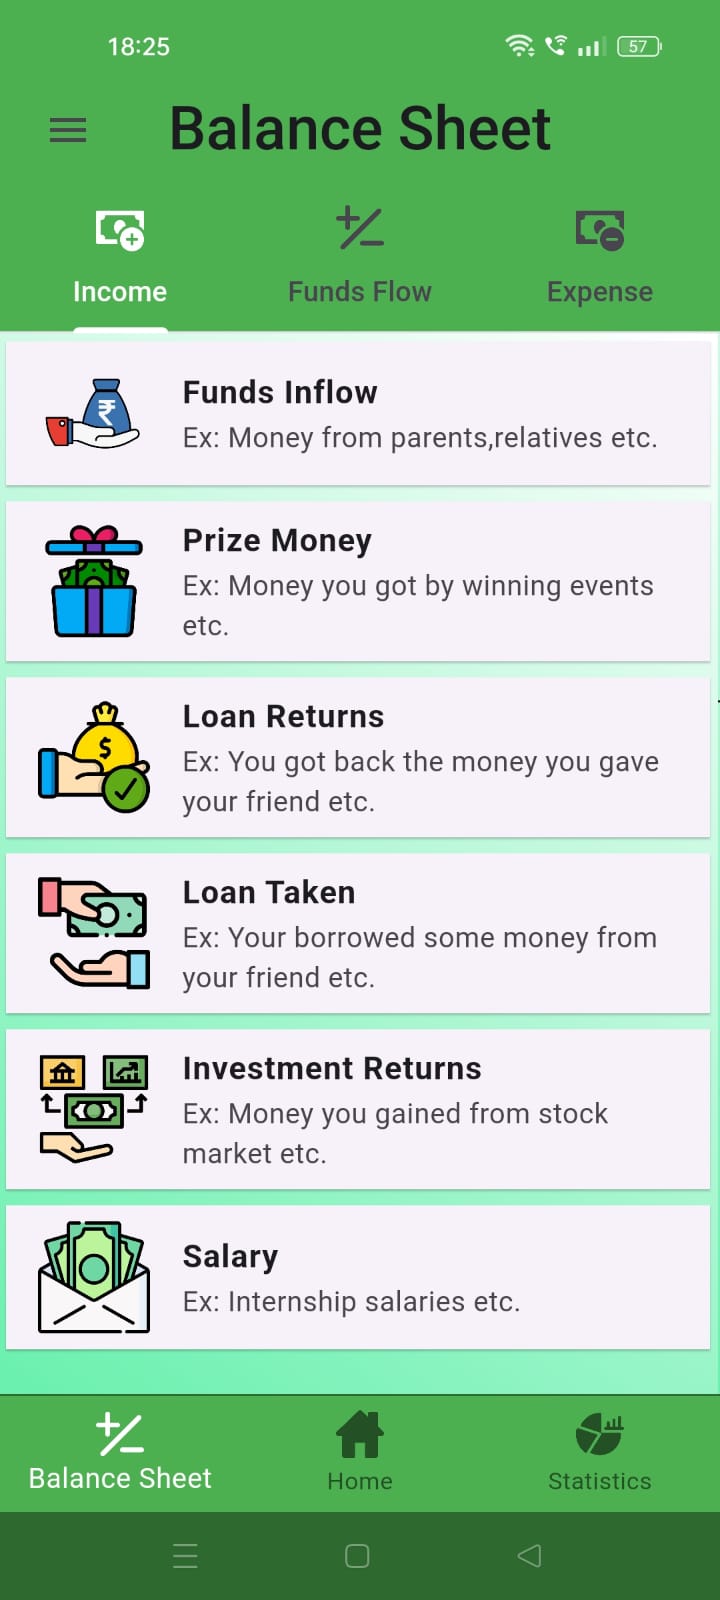 18:25
57
Balance Sheet
Income
Funds Flow
Expense
Funds Inflow
Ex: Money from parents,relatives etc.
Prize Money
Ex: Money you got by winning events
etc.
Loan Returns
Ex: You got back the money you gave
your friend etc.
Loan Taken
Ex: Your borrowed some money from
your friend etc.
Investment Returns
Ex: Money you gained from stock
market etc.
Salary
Ex: Internship salaries etc.
Balance Sheet
Home
Statistics